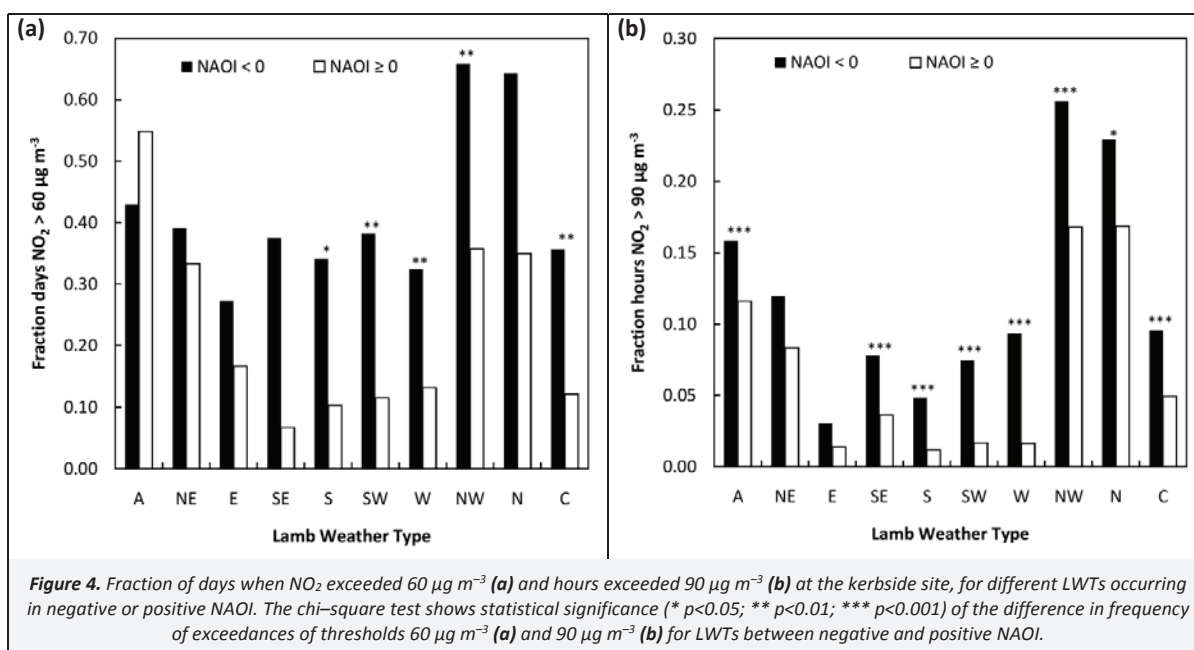 (a)
0.70
0.60
0.50
0.40
0.30
0.20
0.10
0.00
Fraction days NO₂ > 60 µg m⁻³
NAOI < 0 NAOI ≥ 0
* ** ** ** **
A NE E SE S SW W NW N C
Lamb Weather Type
(b)
0.30
0.25
0.20
0.15
0.10
0.05
0.00
Fraction hours NO₂ > 90 µg m⁻³
NAOI < 0 NAOI ≥ 0
*** *** *** *** *** *** * ***
A NE E SE S SW W NW N C
Lamb Weather Type
Figure 4. Fraction of days when NO₂ exceeded 60 µg m⁻³ (a) and hours exceeded 90 µg m⁻³ (b) at the kerbside site, for different LWTs occurring
in negative or positive NAOI. The chi–square test shows statistical significance (* p<0.05; ** p<0.01; *** p<0.001) of the difference in frequency
of exceedances of thresholds 60 µg m⁻³ (a) and 90 µg m⁻³ (b) for LWTs between negative and positive NAOI.